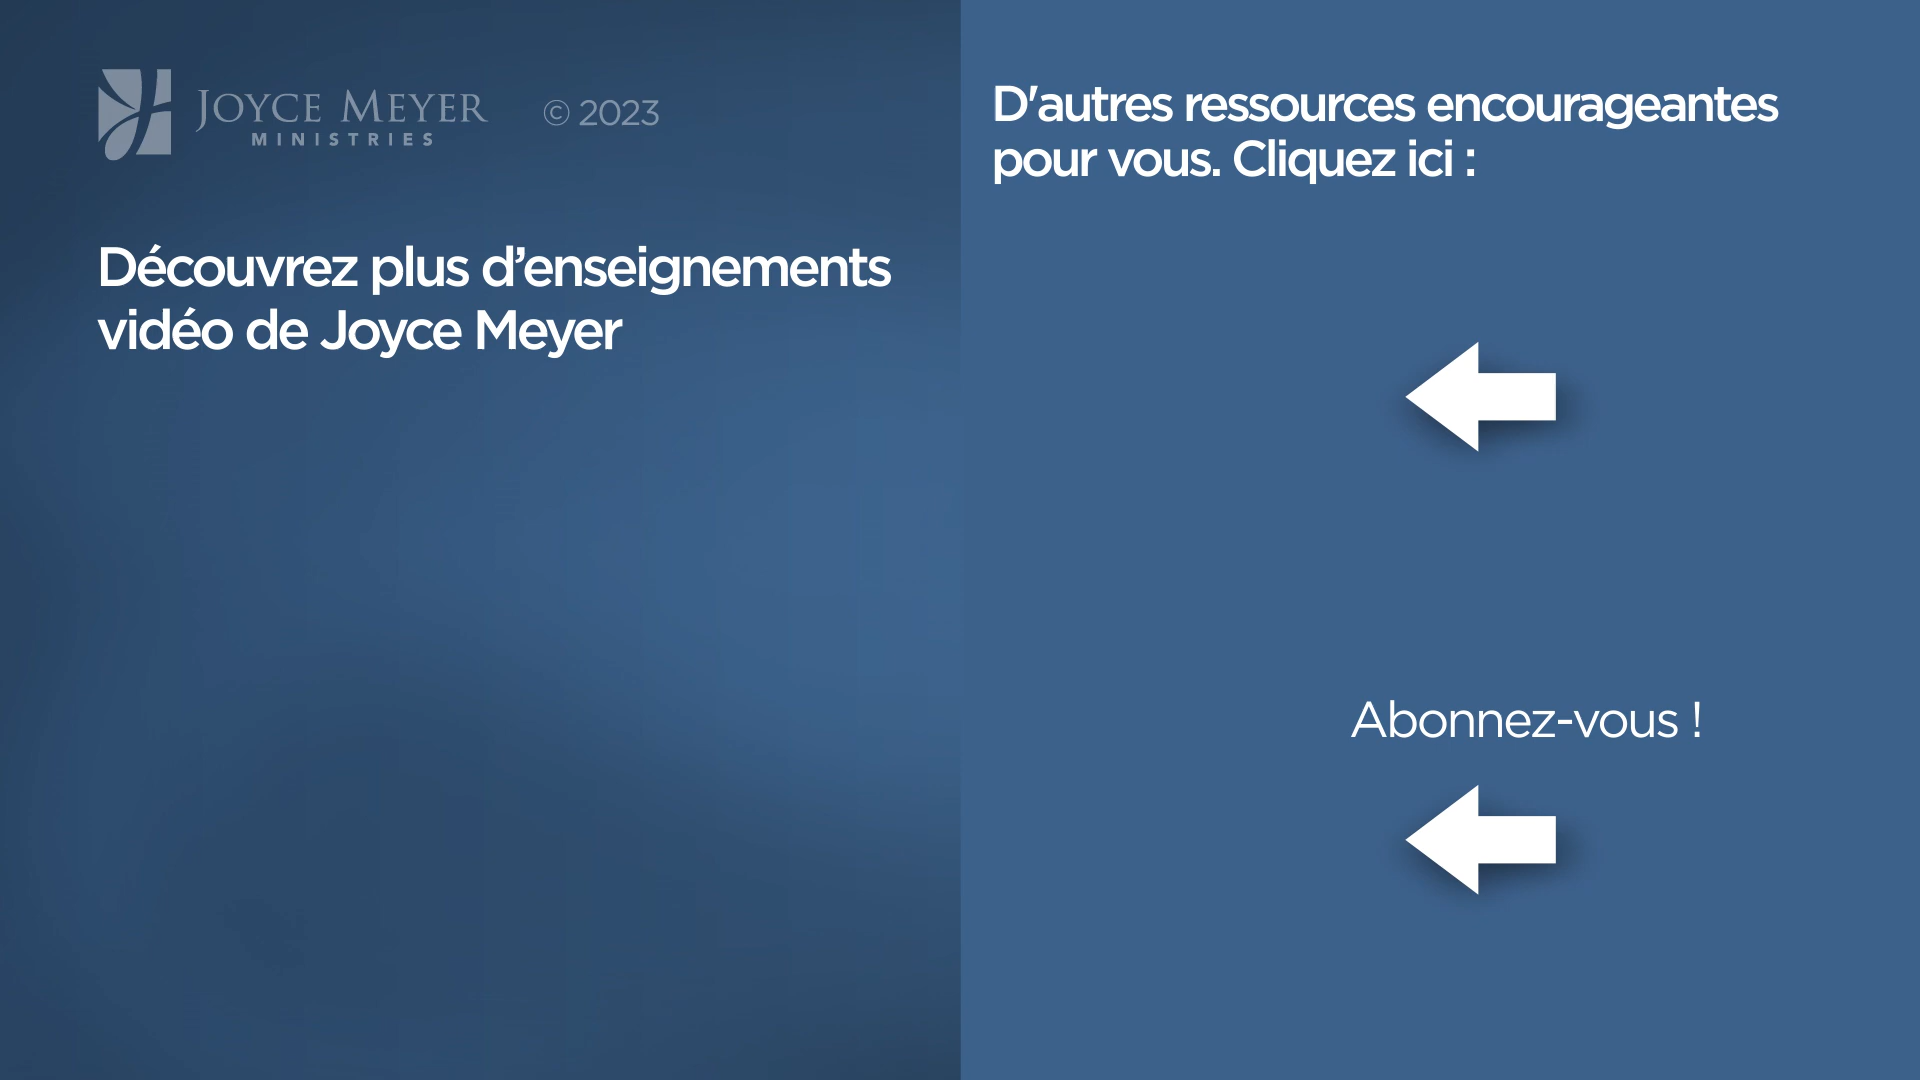 JOYCE MEYER © 2023
MINISTRIES
Découvrez plus d’enseignements
vidéo de Joyce Meyer
D'autres ressources encourageantes
pour vous. Cliquez ici :
Abonnez-vous !